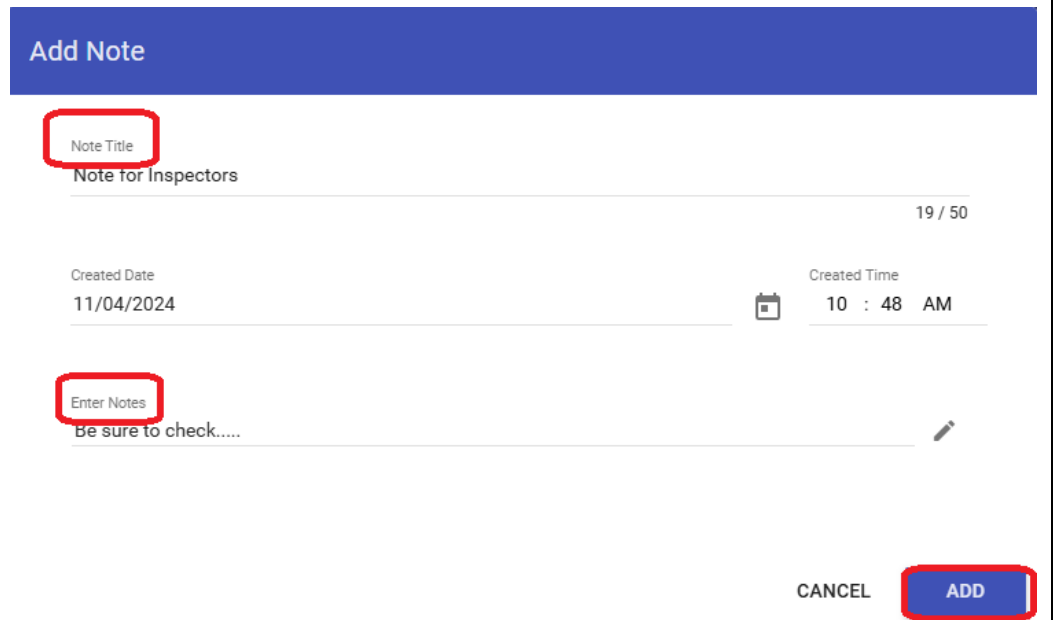 Add Note
Note Title
Note for Inspectors
19 / 50
Created Date
Created Time
11/04/2024
10 : 48 AM
Enter Notes
Be sure to check.....
CANCEL
ADD